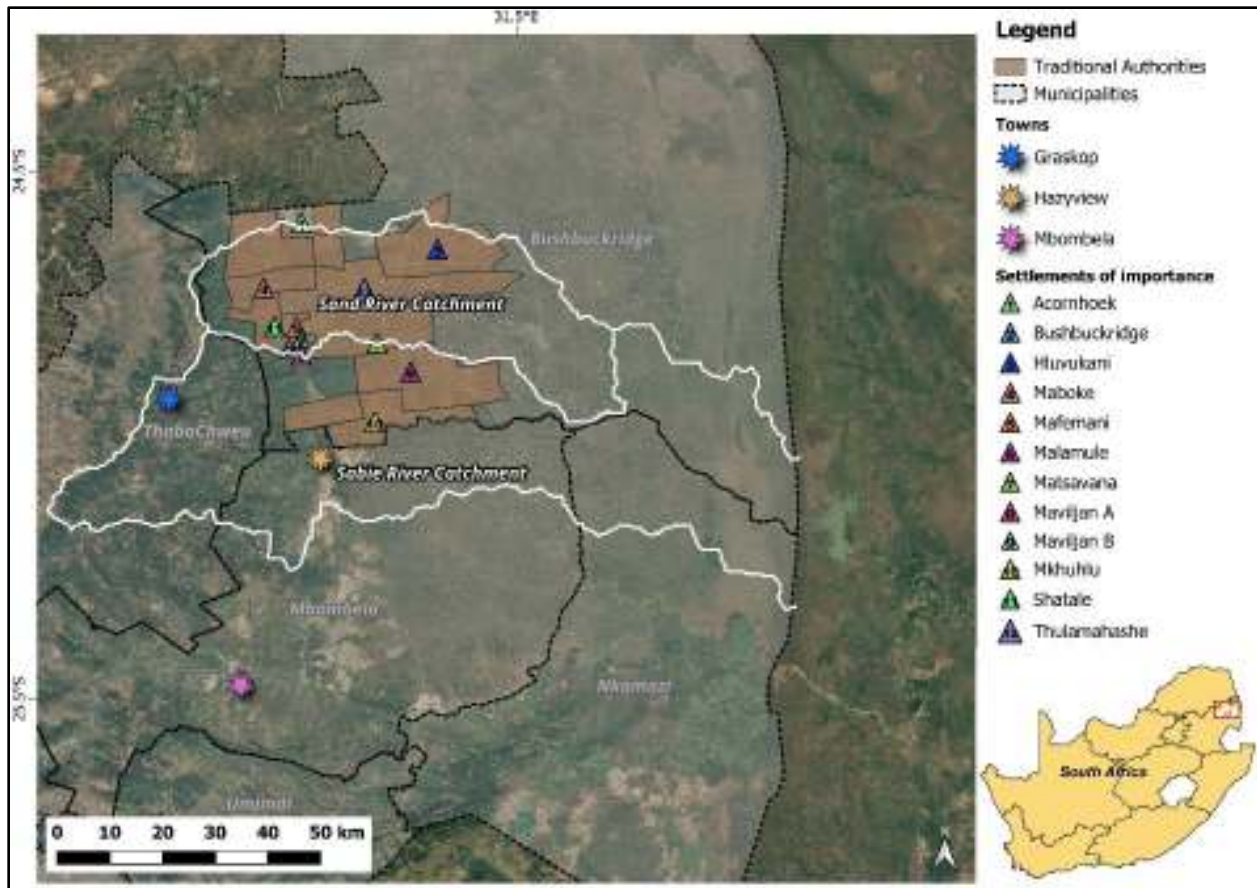 31.5°E
24.5°S
25.5°S
Bushbuckridge
Sand River Catchment
ThabaChweu
Sabie River Catchment
Mbombela
Nkomazi
Umjindi
0 10 20 30 40 50 km
Legend
Traditional Authorities
Municipalities
Towns
Graskop
Hazyview
Mbombela
Settlements of importance
Acornhoek
Bushbuckridge
Hluvukani
Maboke
Mafemani
Malamule
Matsavana
Maviljan A
Maviljan B
Mkhuhlu
Shatale
Thulamahashe
South Africa